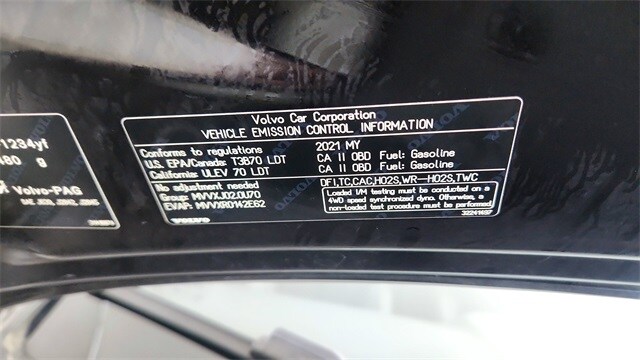 1234yf
480 g
Volvo-PAG
Volvo Car Corporation
VEHICLE EMISSION CONTROL INFORMATION
Conforms to regulations 2021 MY
U.S. EPA/Canada: T3B70 LDT CA II OBD Fuel: Gasoline
California: ULEV 70 LDT CA II OBD Fuel: Gasoline
No adjustment needed DFI,TC,CAC,HO2S,WR-HO2S,TWC
Group: MVVXJ02.0U70
EVAP: MVVXR0142E62
Loaded I/M testing must be conducted on a
4WD speed synchronized dyno. Otherwise, a
non-loaded test procedure must be performed
VOLVO
32241497